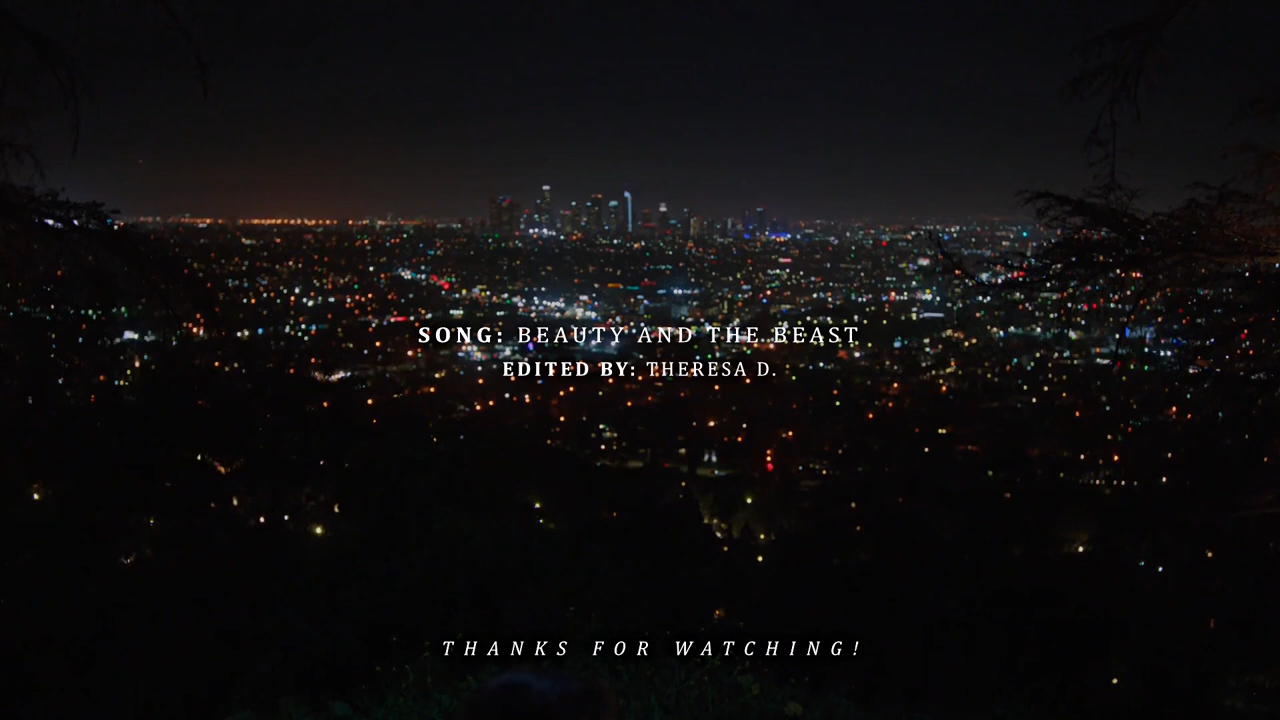 SONG: BEAUTY AND THE BEAST
EDITED BY: THERESA D.
THANKS FOR WATCHING!